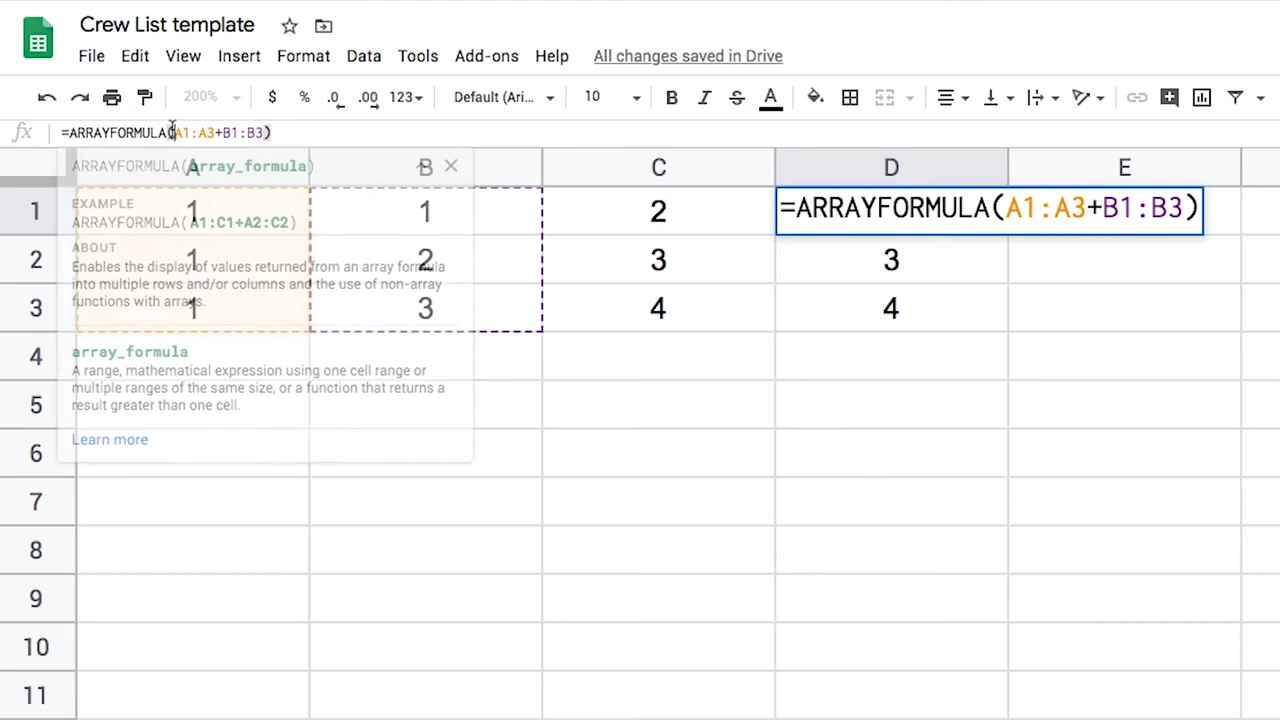 Crew List template
File Edit View Insert Format Data Tools Add-ons Help All changes saved in Drive
200% $ % .0 .00 123 Default (Ari... 10 B I S A
fx =ARRAYFORMULA(A1:A3+B1:B3)
ARRAYFORMULA(array_formula)
A B C D E
EXAMPLE
ARRAYFORMULA(A1:C1+A2:C2)
1 1 1 2 =ARRAYFORMULA(A1:A3+B1:B3)
ABOUT
Enables the display of values returned from an array formula
into multiple rows and/or columns and the use of non-array
functions with arrays.
2 1 2 3 3
3 1 3 4 4
array_formula
A range, mathematical expression using one cell range or
multiple ranges of the same size, or a function that returns a
result greater than one cell.
Learn more
4
5
6
7
8
9
10
11